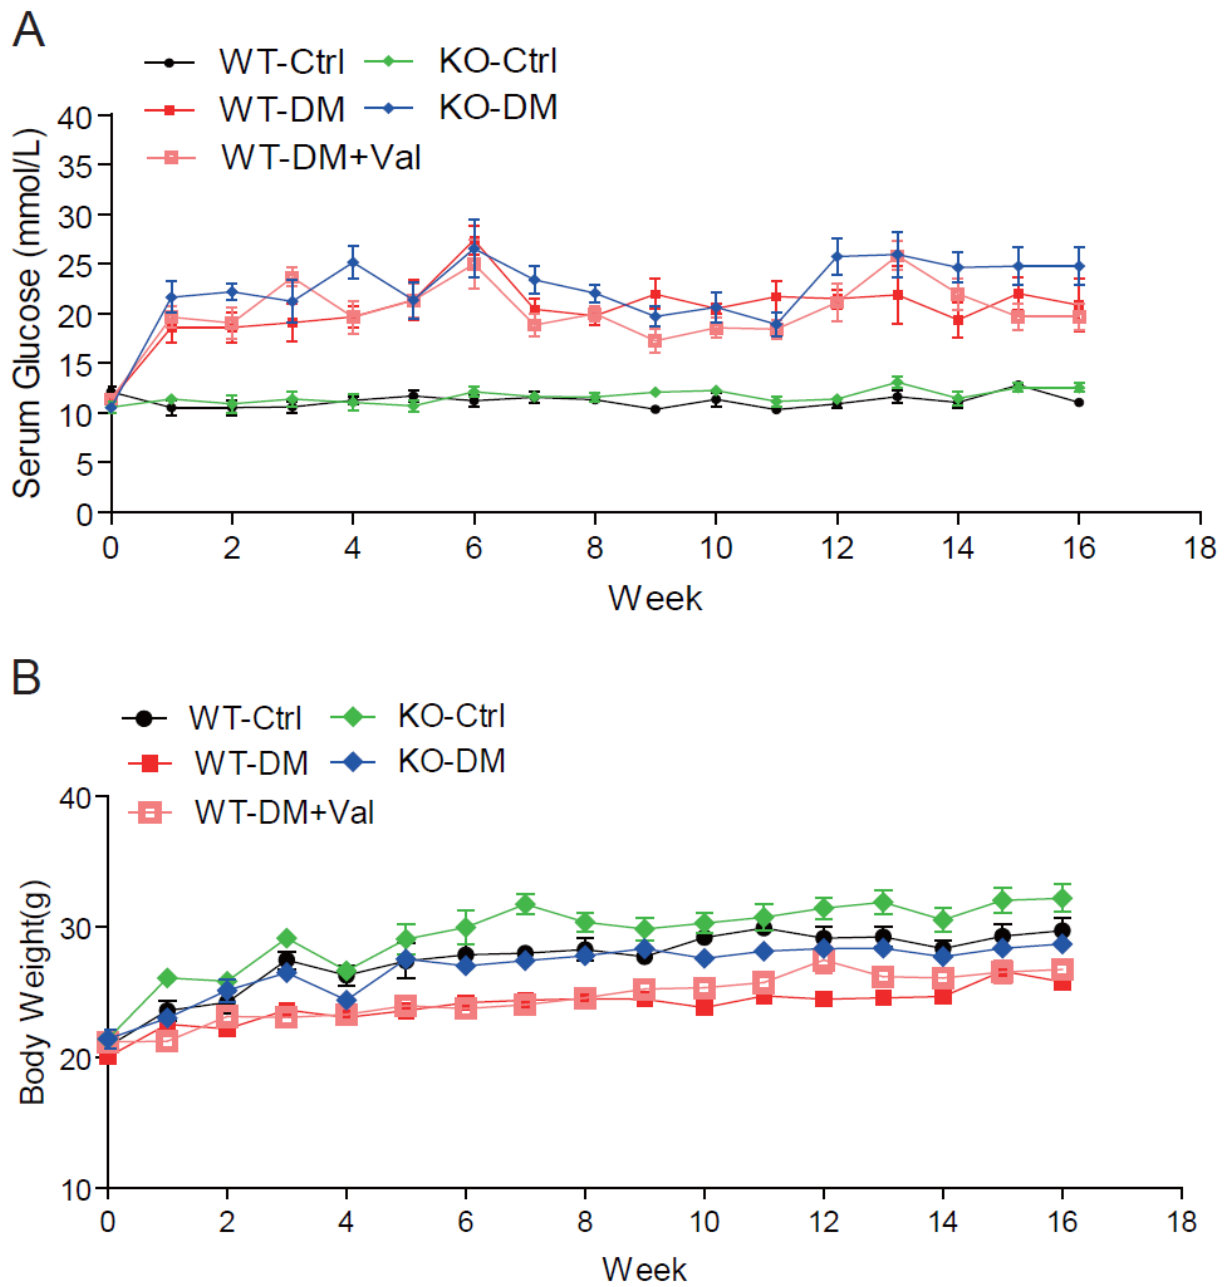 A
WT-Ctrl KO-Ctrl
WT-DM KO-DM
WT-DM+Val
Serum Glucose (mmol/L)
40
35
30
25
20
15
10
5
0
0 2 4 6 8 10 12 14 16 18
Week
B
WT-Ctrl KO-Ctrl
WT-DM KO-DM
WT-DM+Val
Body Weight(g)
40
30
20
10
0 2 4 6 8 10 12 14 16 18
Week